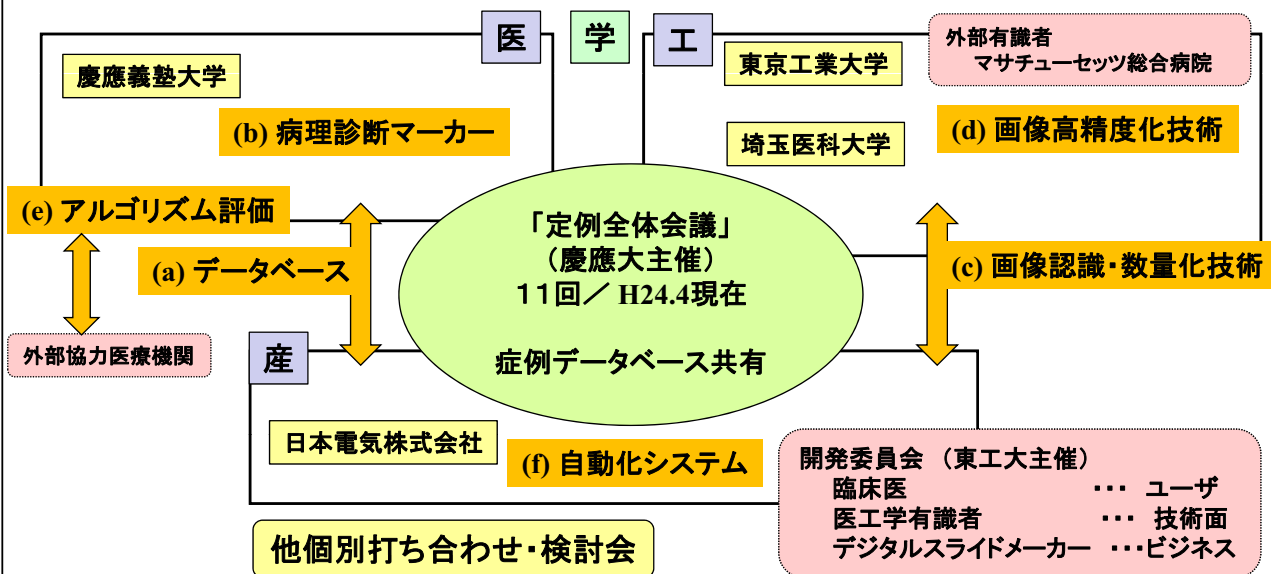 医 学 工
慶應義塾大学
東京工業大学
外部有識者
マサチューセッツ総合病院
(b) 病理診断マーカー
埼玉医科大学
(d) 画像高精度化技術
(e) アルゴリズム評価
(a) データベース
「定例全体会議」
(慶應大主催)
11回／ H24.4現在
症例データベース共有
(c) 画像認識・数量化技術
外部協力医療機関
産
日本電気株式会社
(f) 自動化システム
開発委員会 （東工大主催）
臨床医 ・・・ ユーザ
医工学有識者 ・・・ 技術面
デジタルスライドメーカー ・・・ビジネス
他個別打ち合わせ・検討会